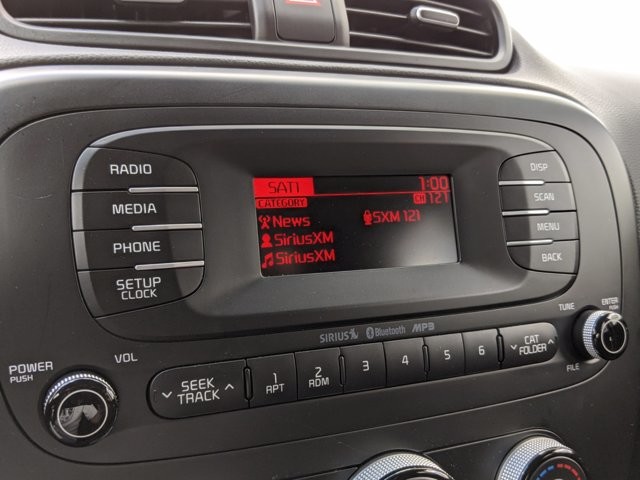 RADIO
MEDIA
PHONE
SETUP
CLOCK
SAT1 1:00
CATEGORY CH 121
News SXM 121
SiriusXM
SiriusXM
DISP
SCAN
MENU
BACK
SIRIUS Bluetooth MP3
POWER
PUSH
VOL
SEEK
TRACK
1
RPT
2
RDM
3
4
5
6
CAT
FOLDER
TUNE
FILE
ENTER
PUSH